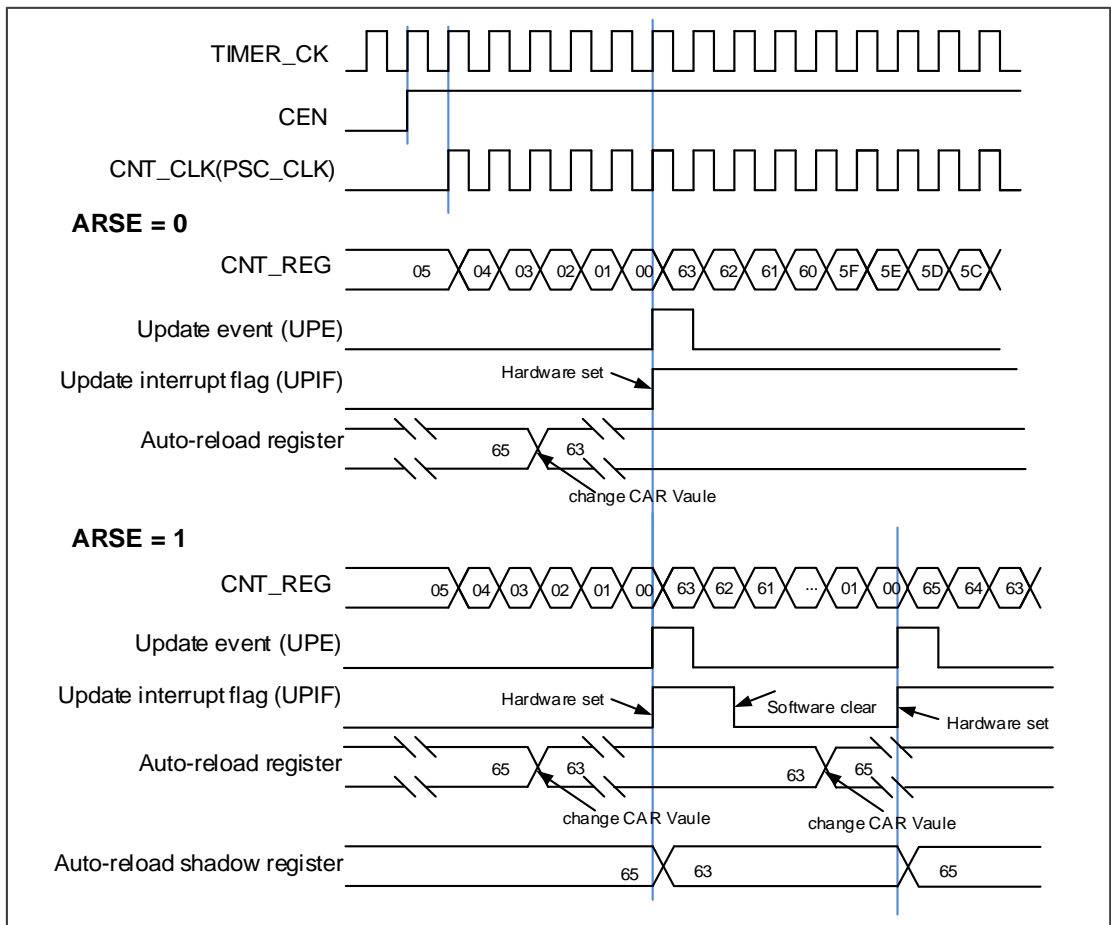 TIMER_CK
CEN
CNT_CLK(PSC_CLK)
ARSE = 0
CNT_REG 05 04 03 02 01 00 63 62 61 60 5F 5E 5D 5C
Update event (UPE)
Update interrupt flag (UPIF) Hardware set
Auto-reload register 65 63
change CAR Vaule
ARSE = 1
CNT_REG 05 04 03 02 01 00 63 62 61 ... 01 00 65 64 63
Update event (UPE)
Update interrupt flag (UPIF) Hardware set Software clear Hardware set
Auto-reload register 65 63 63 65
change CAR Vaule change CAR Vaule
Auto-reload shadow register 65 63 65